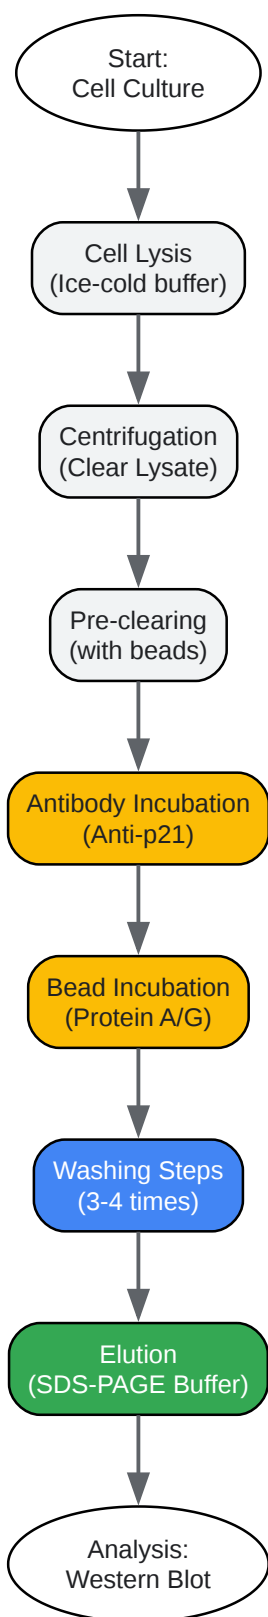 Start:
Cell Culture
Cell Lysis
(Ice-cold buffer)
Centrifugation
(Clear Lysate)
Pre-clearing
(with beads)
Antibody Incubation
(Anti-p21)
Bead Incubation
(Protein A/G)
Washing Steps
(3-4 times)
Elution
(SDS-PAGE Buffer)
Analysis:
Western Blot